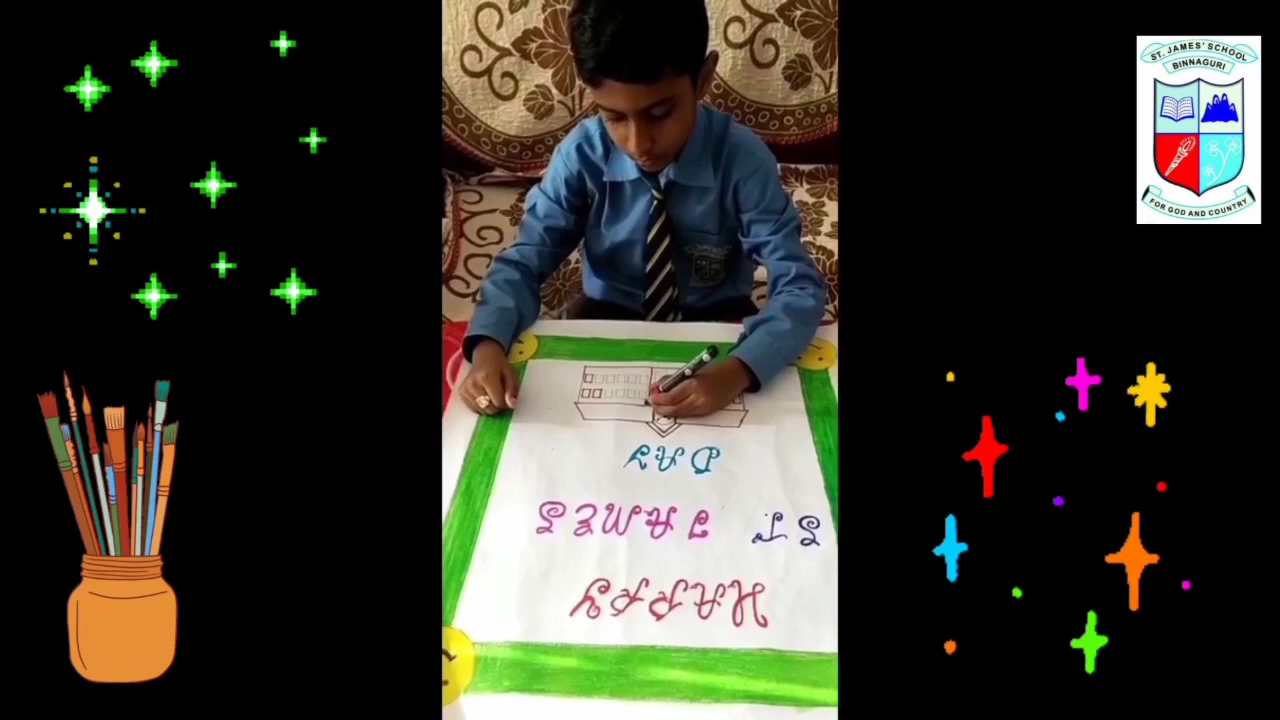 ST. JAMES' SCHOOL
BINNAGURI
FOR GOD AND COUNTRY
HAPPY
ST JAMES
DAY